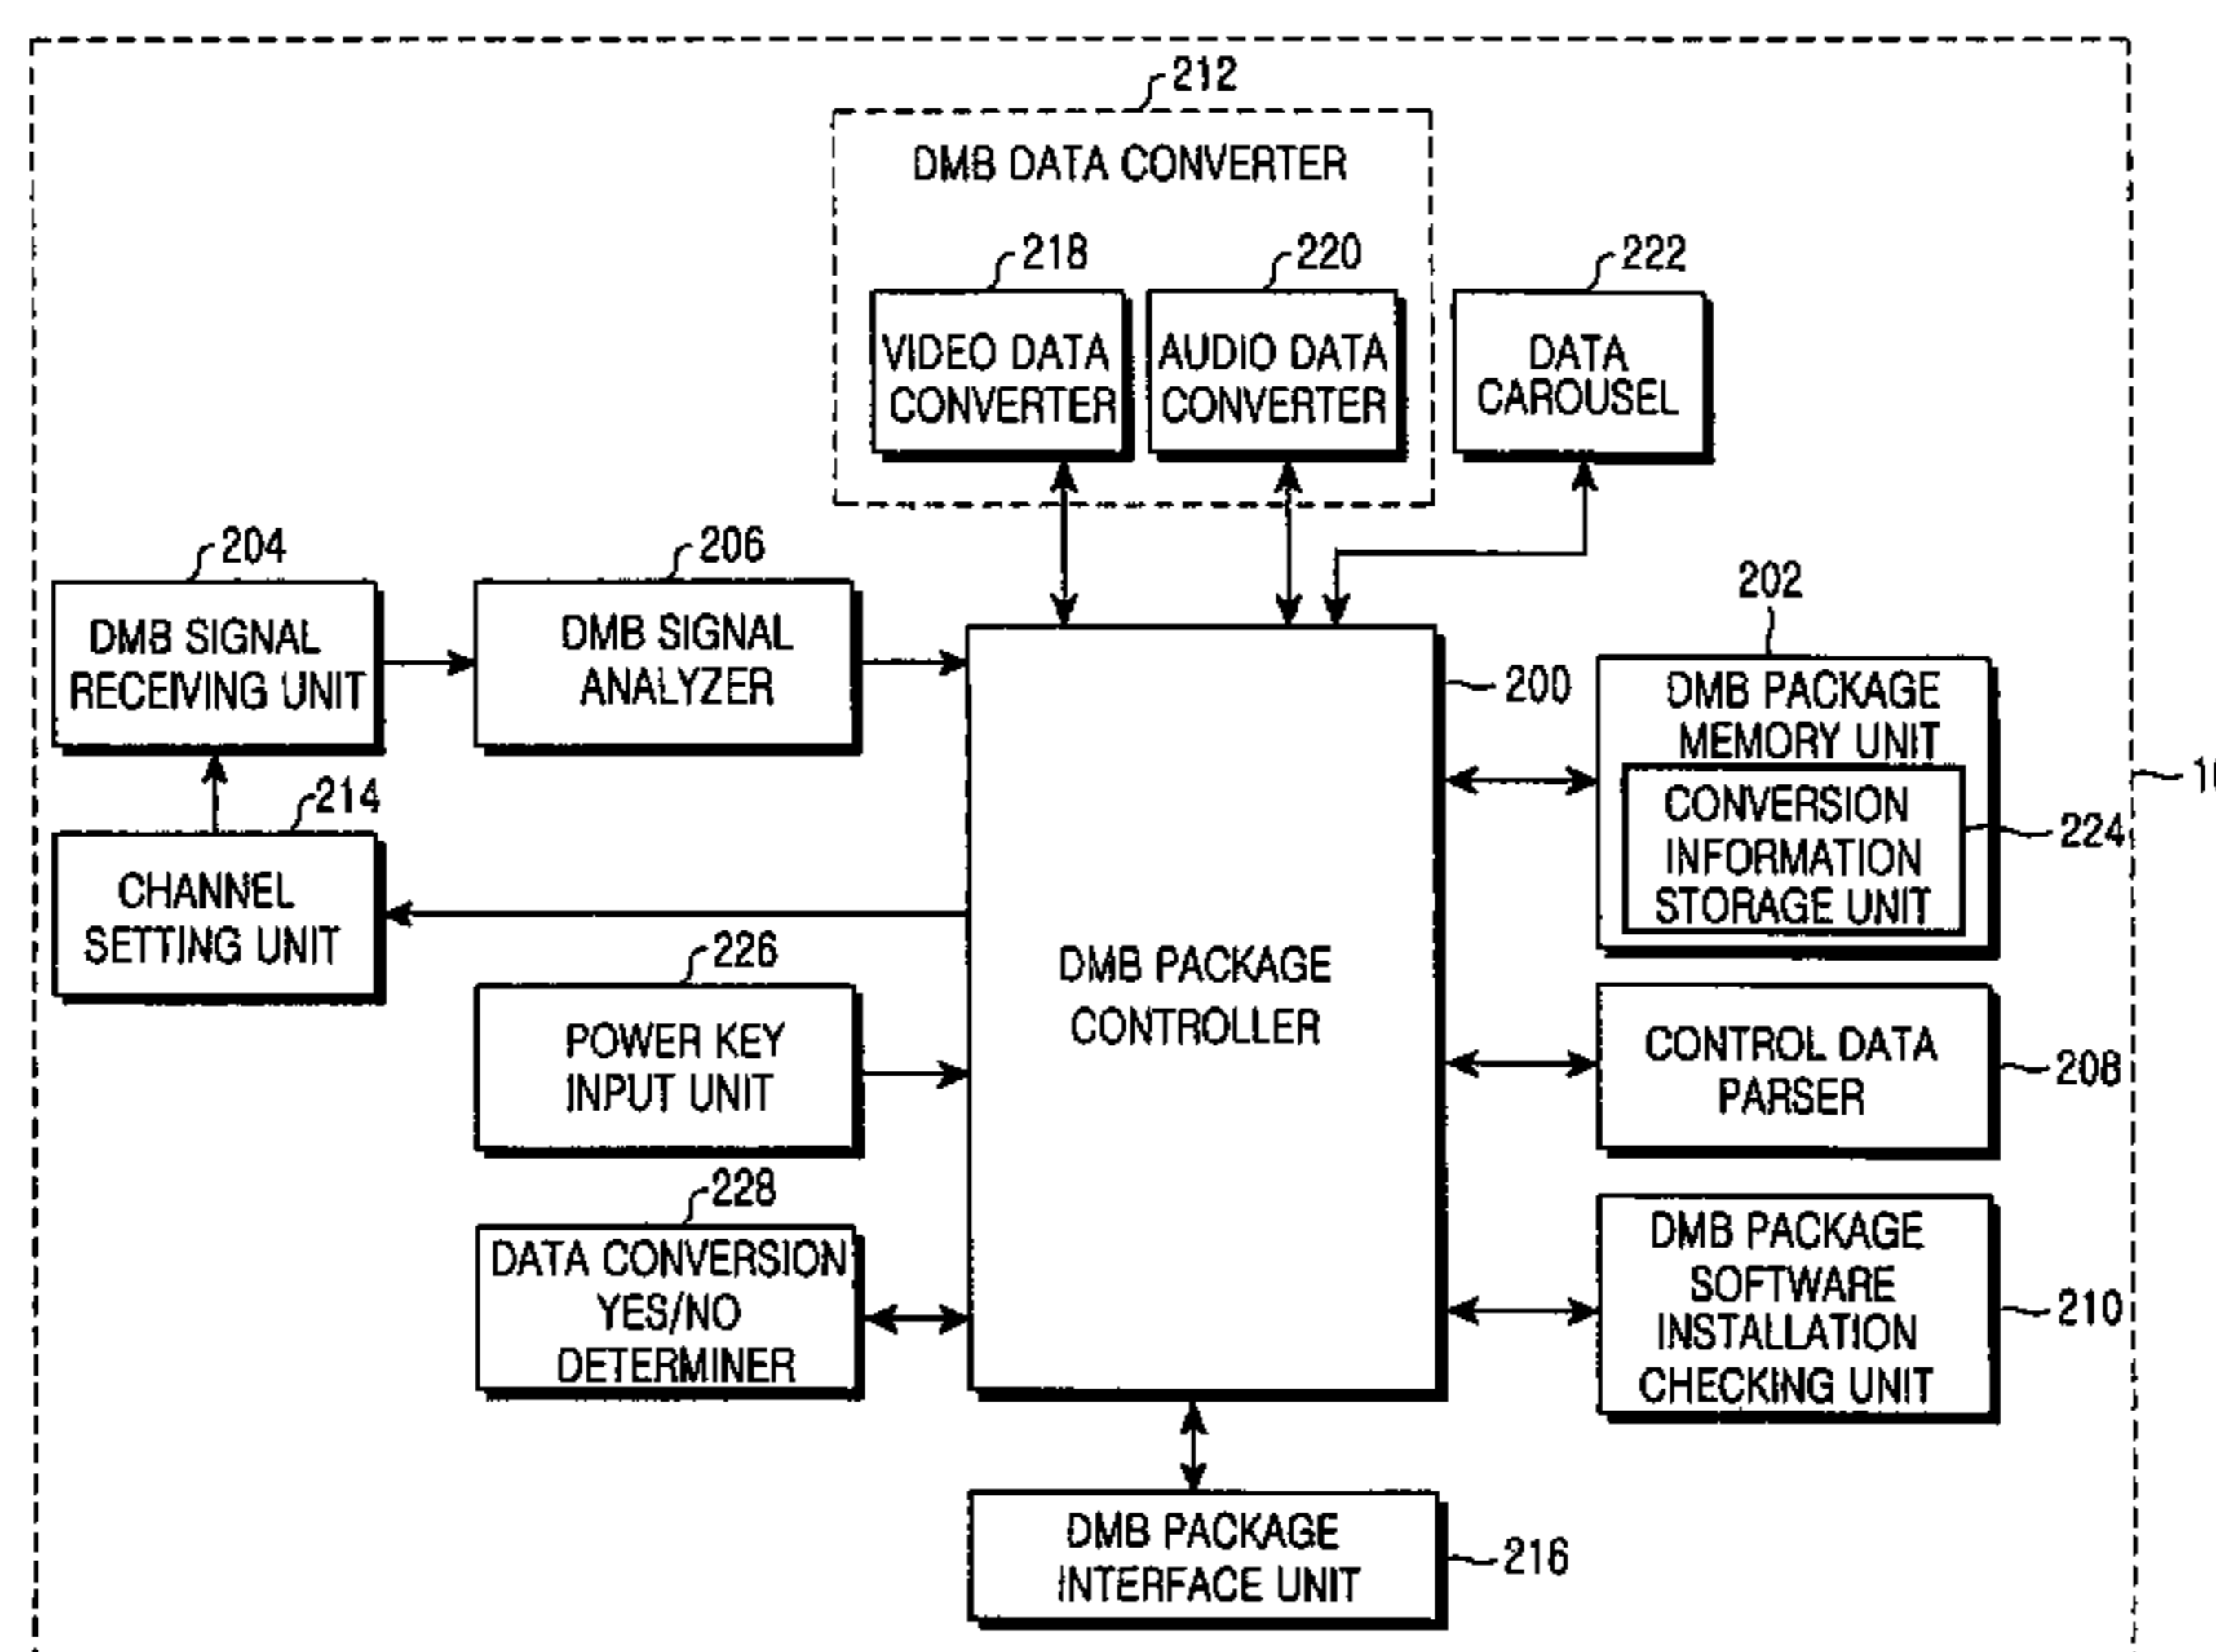 212
DMB DATA CONVERTER
218
220
222
VIDEO DATA
CONVERTER
AUDIO DATA
CONVERTER
DATA
CAROUSEL
204
206
202
DMB SIGNAL
RECEIVING UNIT
DMB SIGNAL
ANALYZER
200
DMB PACKAGE
MEMORY UNIT
CONVERSION
INFORMATION
STORAGE UNIT
224
214
CHANNEL
SETTING UNIT
226
POWER KEY
INPUT UNIT
DMB PACKAGE
CONTROLLER
CONTROL DATA
PARSER
208
228
DATA CONVERSION
YES/NO
DETERMINER
DMB PACKAGE
SOFTWARE
INSTALLATION
CHECKING UNIT
210
DMB PACKAGE
INTERFACE UNIT
216